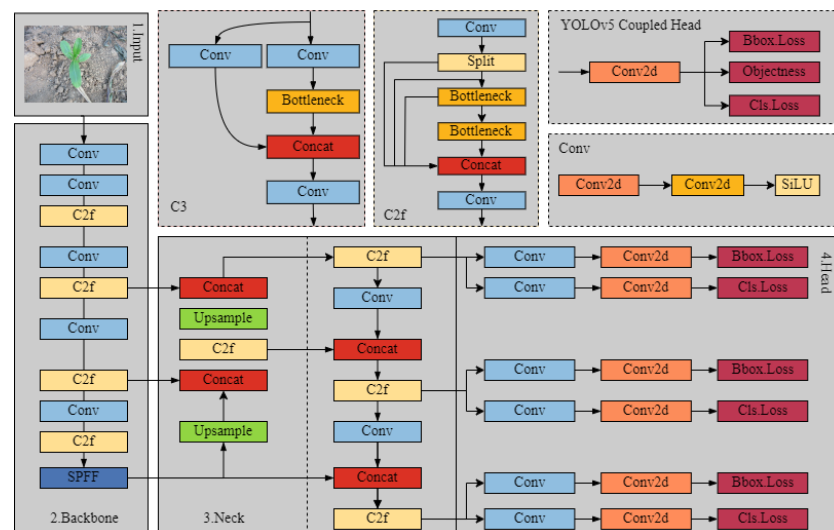 1.Input
Conv
Conv
C2f
Conv
C2f
Conv
C2f
Conv
C2f
SPFF
2.Backbone
Conv
Conv
Bottleneck
Concat
Conv
C3
Conv
Split
Bottleneck
Bottleneck
Concat
Conv
C2f
YOLOv5 Coupled Head
Conv2d
Bbox.Loss
Objectness
Cls.Loss
Conv
Conv2d
Conv2d
SiLU
Concat
Upsample
C2f
Concat
Upsample
3.Neck
C2f
Conv
Concat
C2f
Conv
Concat
C2f
4.Head
Conv
Conv2d
Bbox.Loss
Conv
Conv2d
Cls.Loss
Conv
Conv2d
Bbox.Loss
Conv
Conv2d
Cls.Loss
Conv
Conv2d
Bbox.Loss
Conv
Conv2d
Cls.Loss